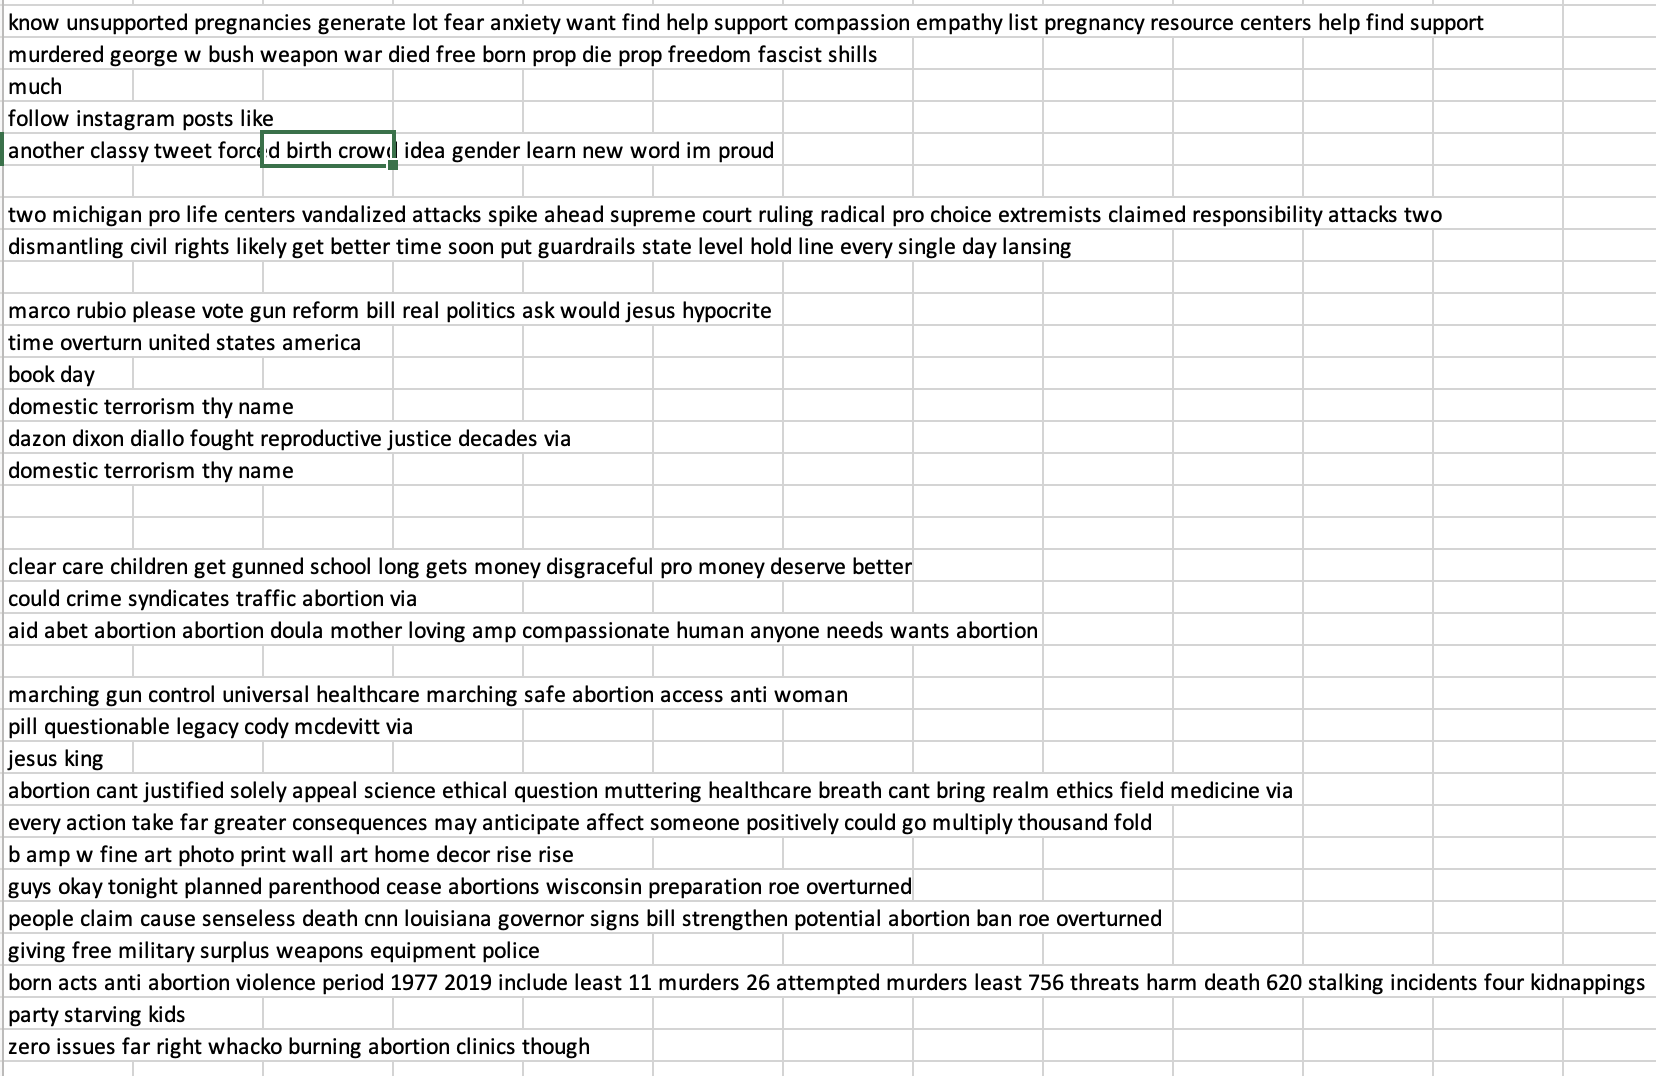 know unsupported pregnancies generate lot fear anxiety want find help support compassion empathy list pregnancy resource centers help find support
murdered george w bush weapon war died free born prop die prop freedom fascist shills
much
follow instagram posts like
another classy tweet forced birth crowd idea gender learn new word im proud
two michigan pro life centers vandalized attacks spike ahead supreme court ruling radical pro choice extremists claimed responsibility attacks two
dismantling civil rights likely get better time soon put guardrails state level hold line every single day lansing
marco rubio please vote gun reform bill real politics ask would jesus hypocrite
time overturn united states america
book day
domestic terrorism thy name
dazon dixon diallo fought reproductive justice decades via
domestic terrorism thy name
clear care children get gunned school long gets money disgraceful pro money deserve better
could crime syndicates traffic abortion via
aid abet abortion abortion doula mother loving amp compassionate human anyone needs wants abortion
marching gun control universal healthcare marching safe abortion access anti woman
pill questionable legacy cody mcdevitt via
jesus king
abortion cant justified solely appeal science ethical question muttering healthcare breath cant bring realm ethics field medicine via
every action take far greater consequences may anticipate affect someone positively could go multiply thousand fold
b amp w fine art photo print wall art home decor rise rise
guys okay tonight planned parenthood cease abortions wisconsin preparation roe overturned
people claim cause senseless death cnn louisiana governor signs bill strengthen potential abortion ban roe overturned
giving free military surplus weapons equipment police
born acts anti abortion violence period 1977 2019 include least 11 murders 26 attempted murders least 756 threats harm death 620 stalking incidents four kidnappings
party starving kids
zero issues far right whacko burning abortion clinics though